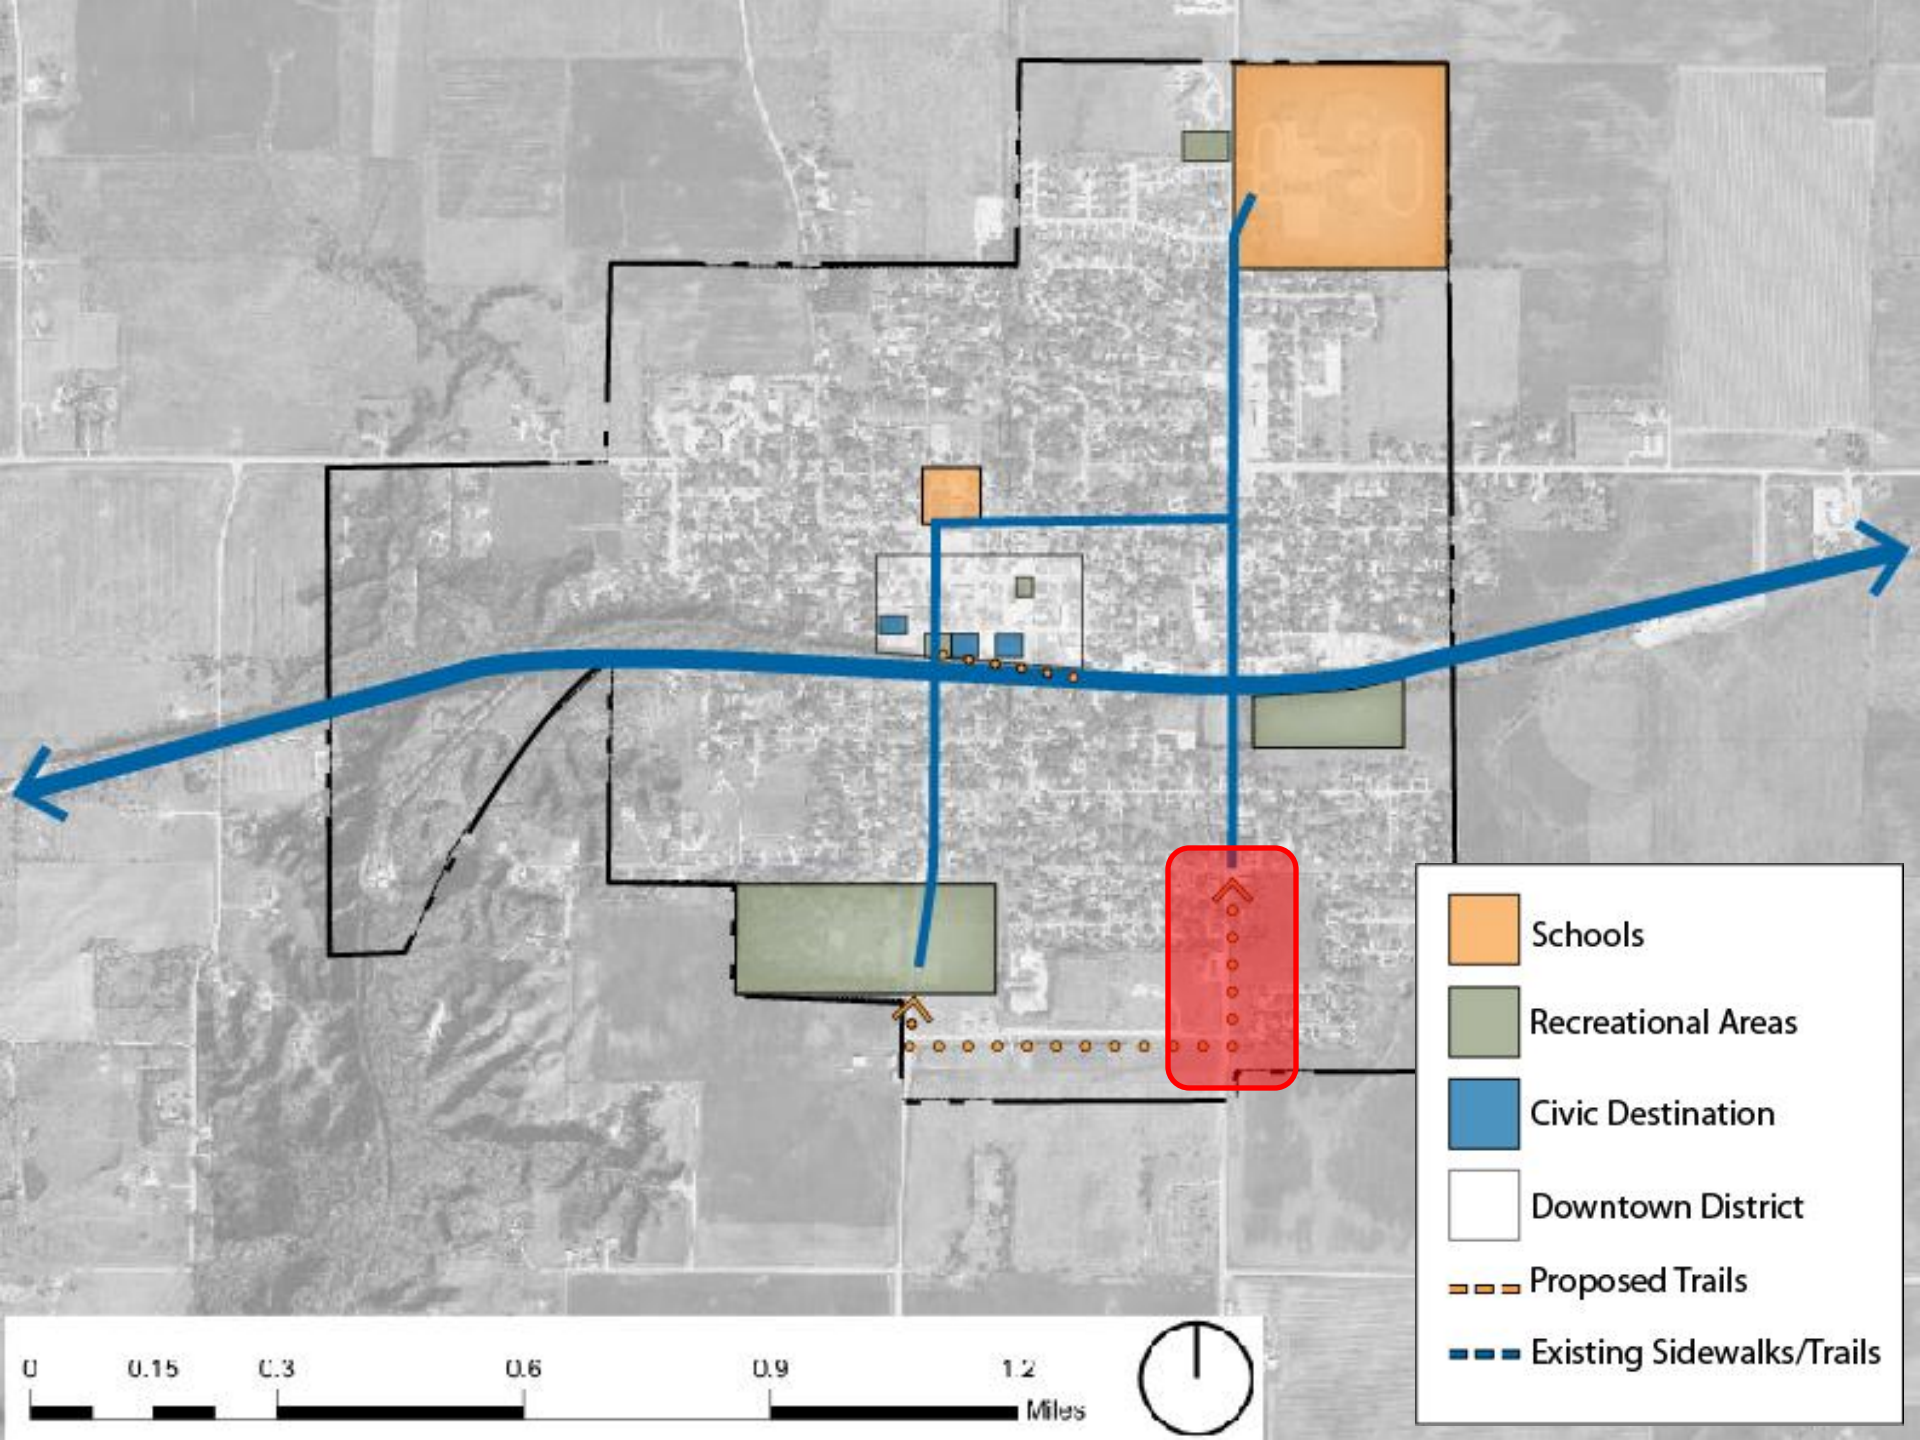 Schools
Recreational Areas
Civic Destination
Downtown District
Proposed Trails
Existing Sidewalks/Trails
0 0.15 0.3 0.6 0.9 1.2
Miles